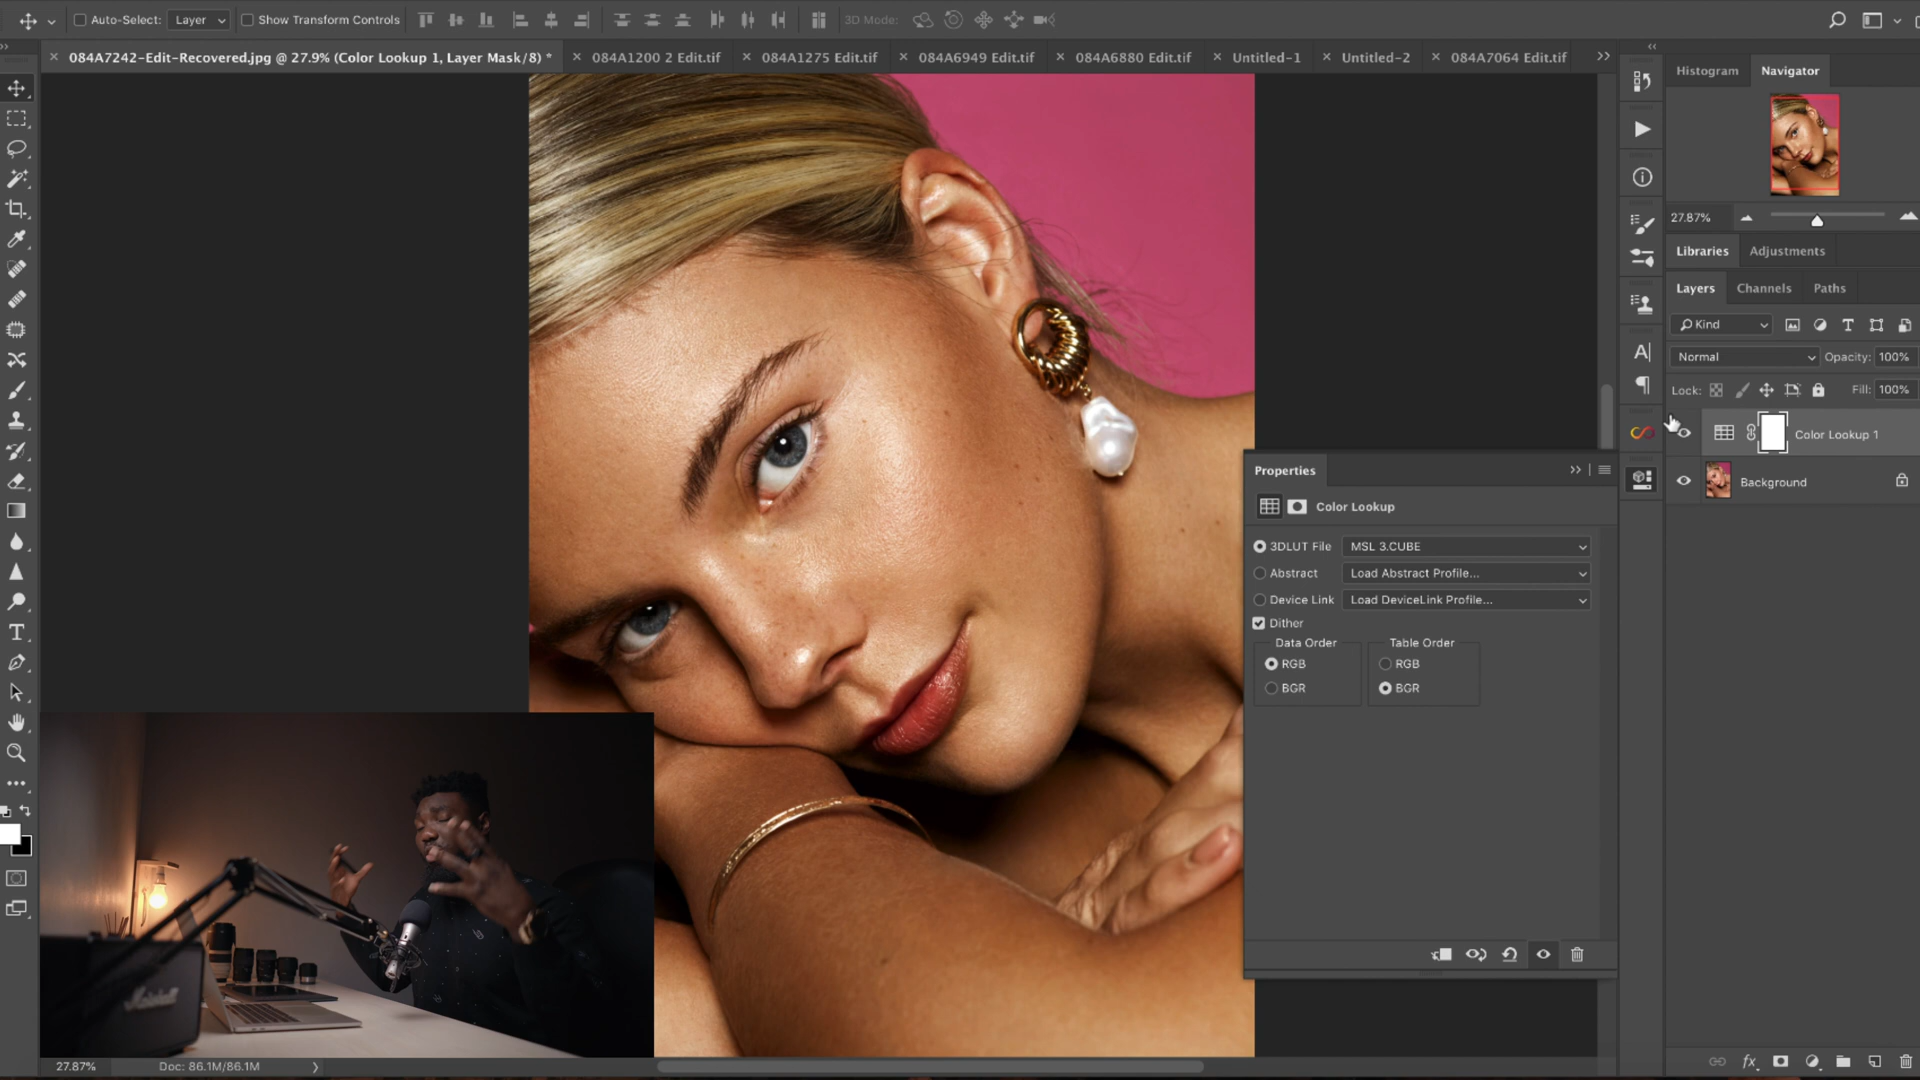 Auto-Select: Layer Show Transform Controls 3D Mode:
084A7242-Edit-Recovered.jpg @ 27.9% (Color Lookup 1, Layer Mask/8) *
084A1200 2 Edit.tif
084A1275 Edit.tif
084A6949 Edit.tif
084A6880 Edit.tif
Untitled-1
Untitled-2
084A7064 Edit.tif
Histogram Navigator
27.87%
Libraries Adjustments
Layers Channels Paths
Kind
Normal Opacity: 100%
Lock: Fill: 100%
Color Lookup 1
Background
Properties
Color Lookup
3DLUT File MSL 3.CUBE
Abstract Load Abstract Profile...
Device Link Load DeviceLink Profile...
Dither
Data Order Table Order
RGB RGB
BGR BGR
Marshall
27.87% Doc: 86.1M/86.1M